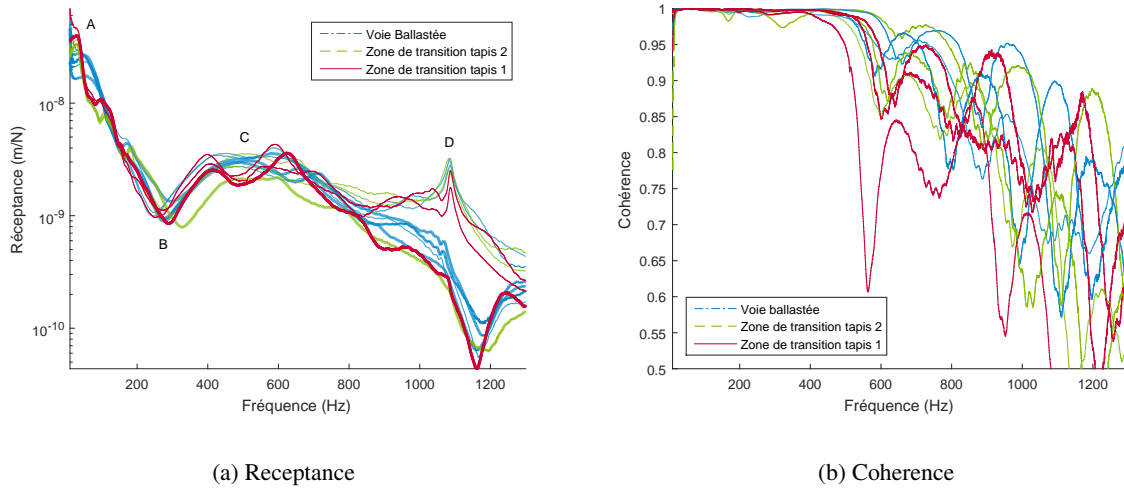 A
B
C
D
Voie Ballastée
Zone de transition tapis 2
Zone de transition tapis 1
10-8
10-9
10-10
Réceptance (m/N)
200 400 600 800 1000 1200
Fréquence (Hz)
(a) Receptance
1
0.95
0.9
0.85
0.8
0.75
0.7
0.65
0.6
0.55
0.5
Cohérence
Voie ballastée
Zone de transition tapis 2
Zone de transition tapis 1
200 400 600 800 1000 1200
Fréquence (Hz)
(b) Coherence